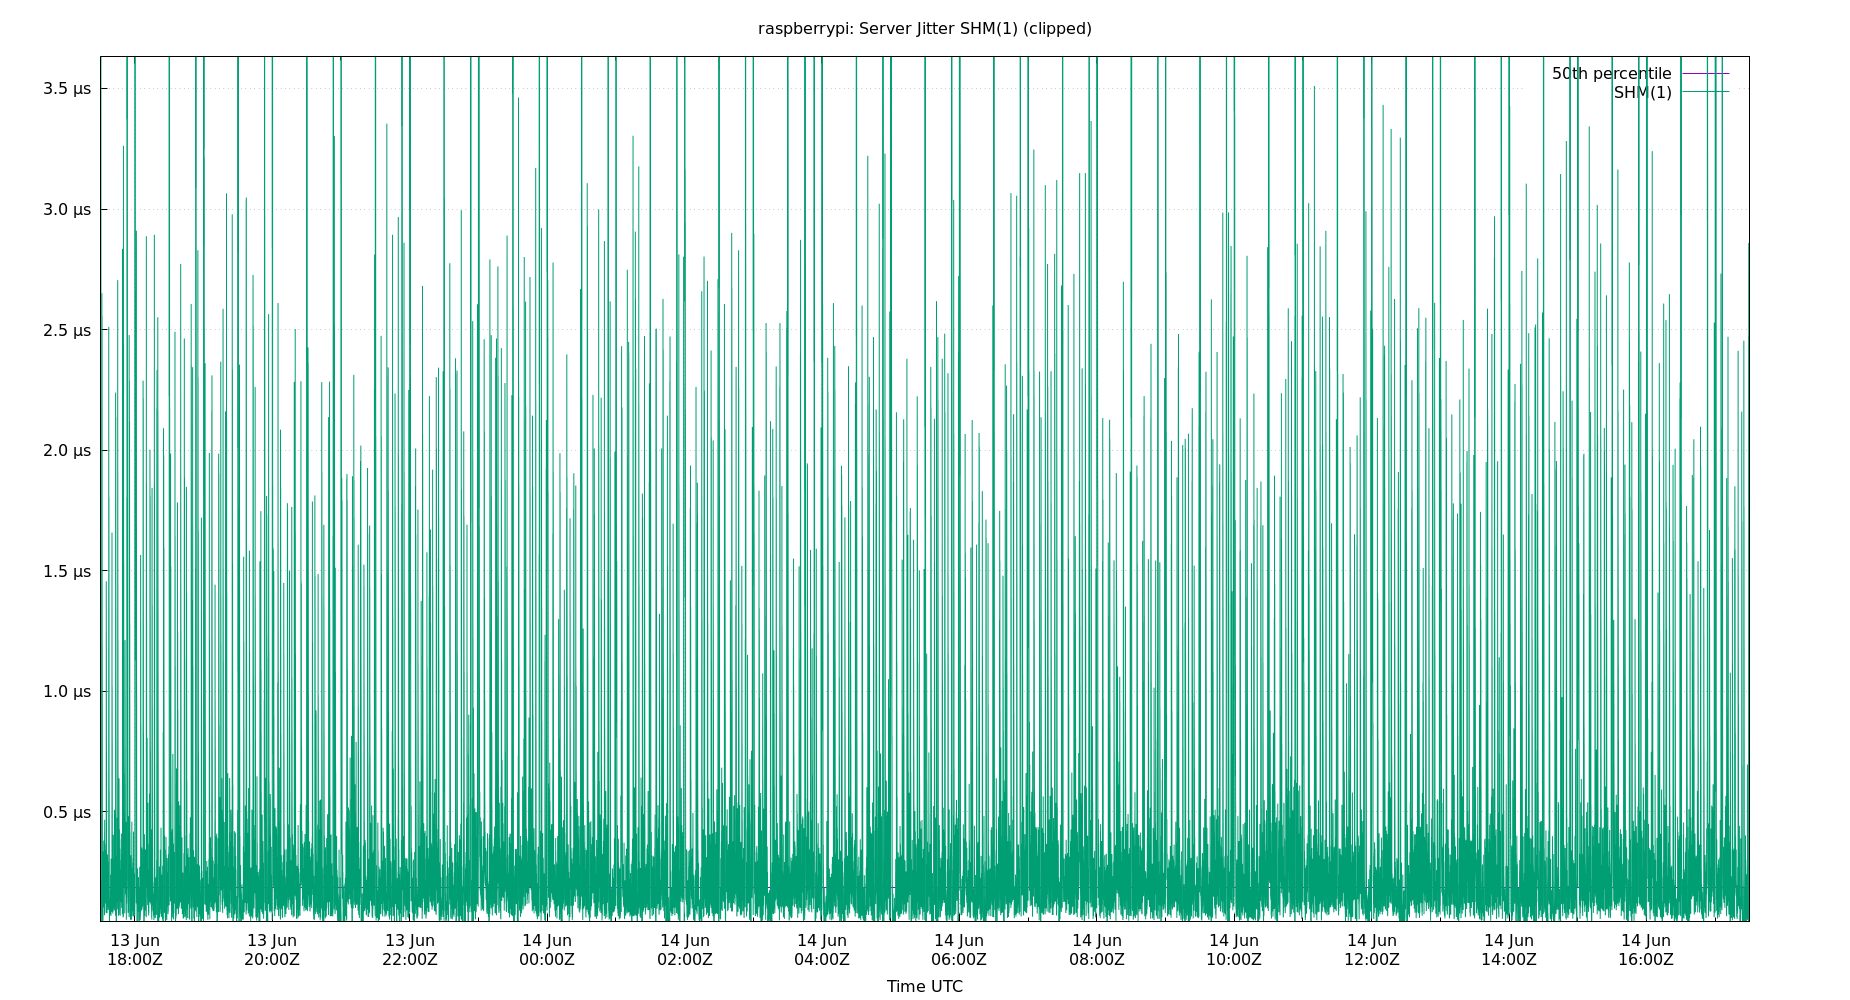 raspberrypi: Server Jitter SHM(1) (clipped)
50th percentile
SHM(1)
3.5 μs
3.0 μs
2.5 μs
2.0 μs
1.5 μs
1.0 μs
0.5 μs
13 Jun 13 Jun 13 Jun 14 Jun 14 Jun 14 Jun 14 Jun 14 Jun 14 Jun 14 Jun 14 Jun 14 Jun
18:00Z 20:00Z 22:00Z 00:00Z 02:00Z 04:00Z 06:00Z 08:00Z 10:00Z 12:00Z 14:00Z 16:00Z
Time UTC